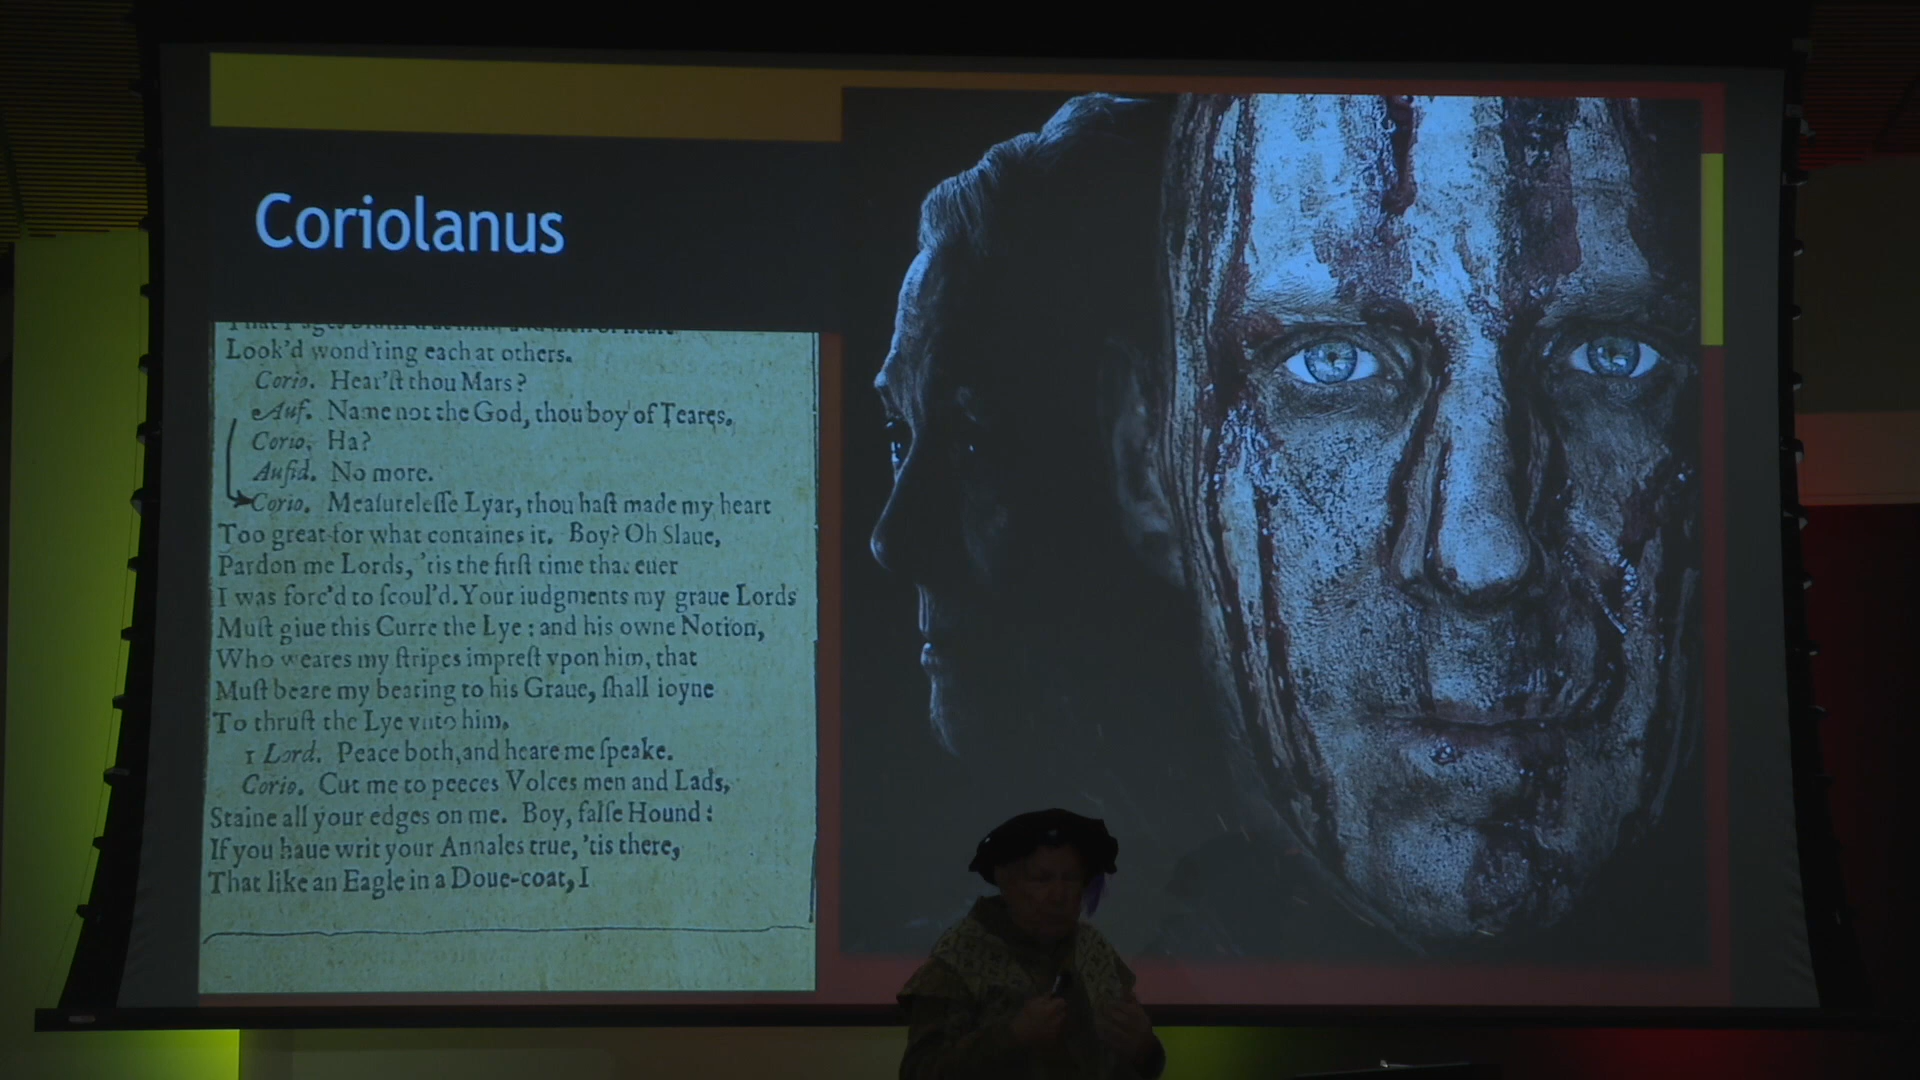 Coriolanus
Look'd wond'ring each at others.
Corio. Hear'ſt thou Mars?
Auf. Name not the God, thou boy of Teares.
Corio. Ha?
Aufid. No more.
Corio. Meaſureleſſe Lyar, thou haſt made my heart
Too great for what containes it. Boy? Oh Slaue,
Pardon me Lords, 'tis the firſt time that euer
I was forc'd to ſcoul'd. Your iudgments my graue Lords
Muſt giue this Curre the Lye: and his owne Notion,
Who weares my ſtripes impreſt vpon him, that
Muſt beare my beating to his Graue, ſhall ioyne
To thruſt the Lye vnto him.
1 Lord. Peace both, and heare me ſpeake.
Corio. Cut me to peeces Volces men and Lads,
Staine all your edges on me. Boy, falſe Hound:
If you haue writ your Annales true, 'tis there,
That like an Eagle in a Doue-coat, I